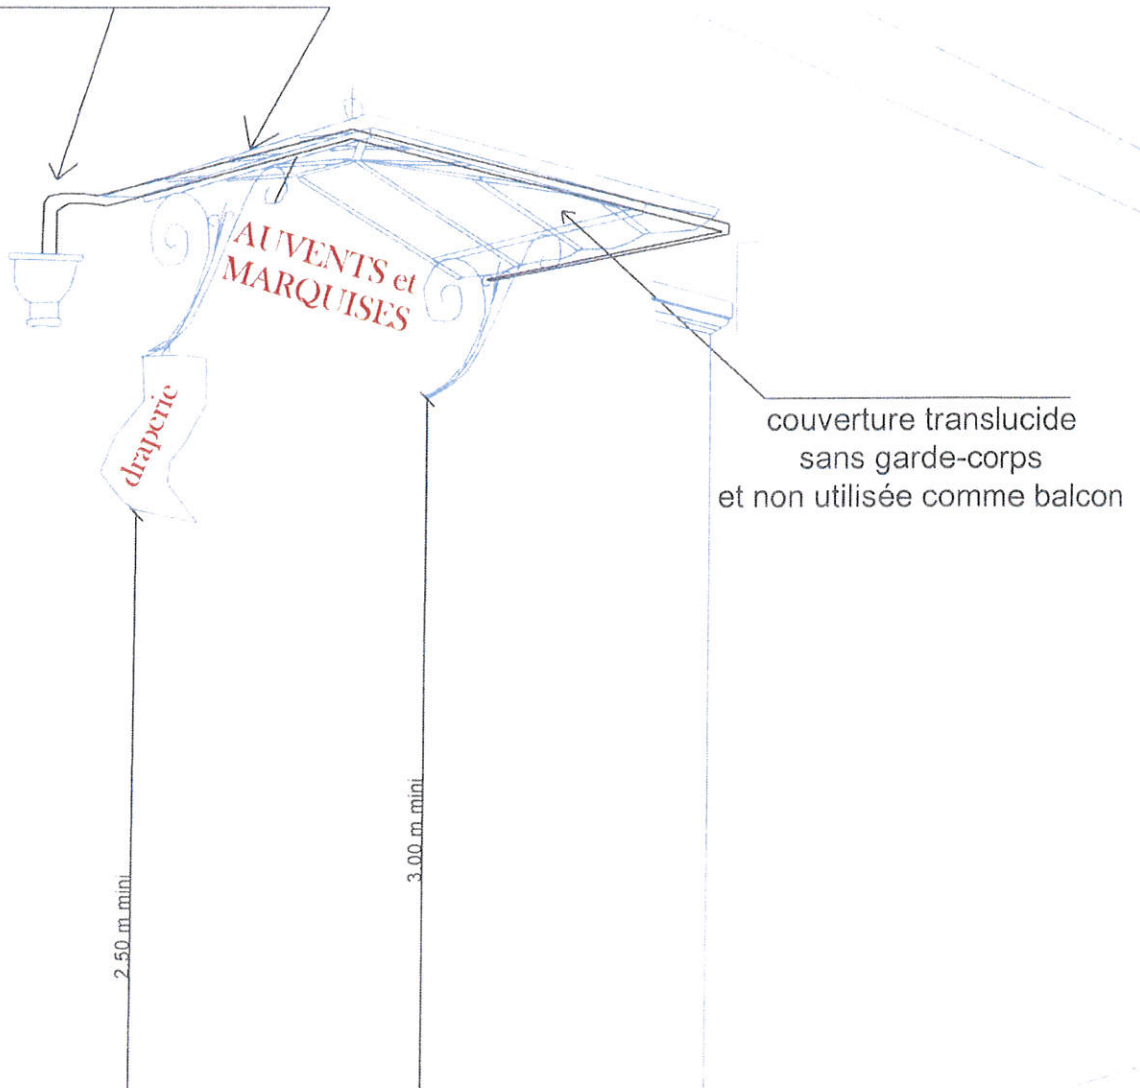 AUVENTS et
MARQUISES
draperie
couverture translucide
sans garde-corps
et non utilisée comme balcon
3.00 m mini
2.50 m mini